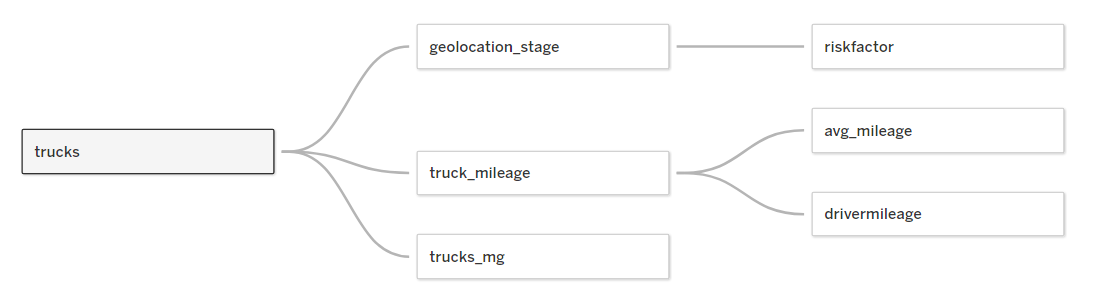 trucks
geolocation_stage
truck_mileage
trucks_mg
riskfactor
avg_mileage
drivermileage